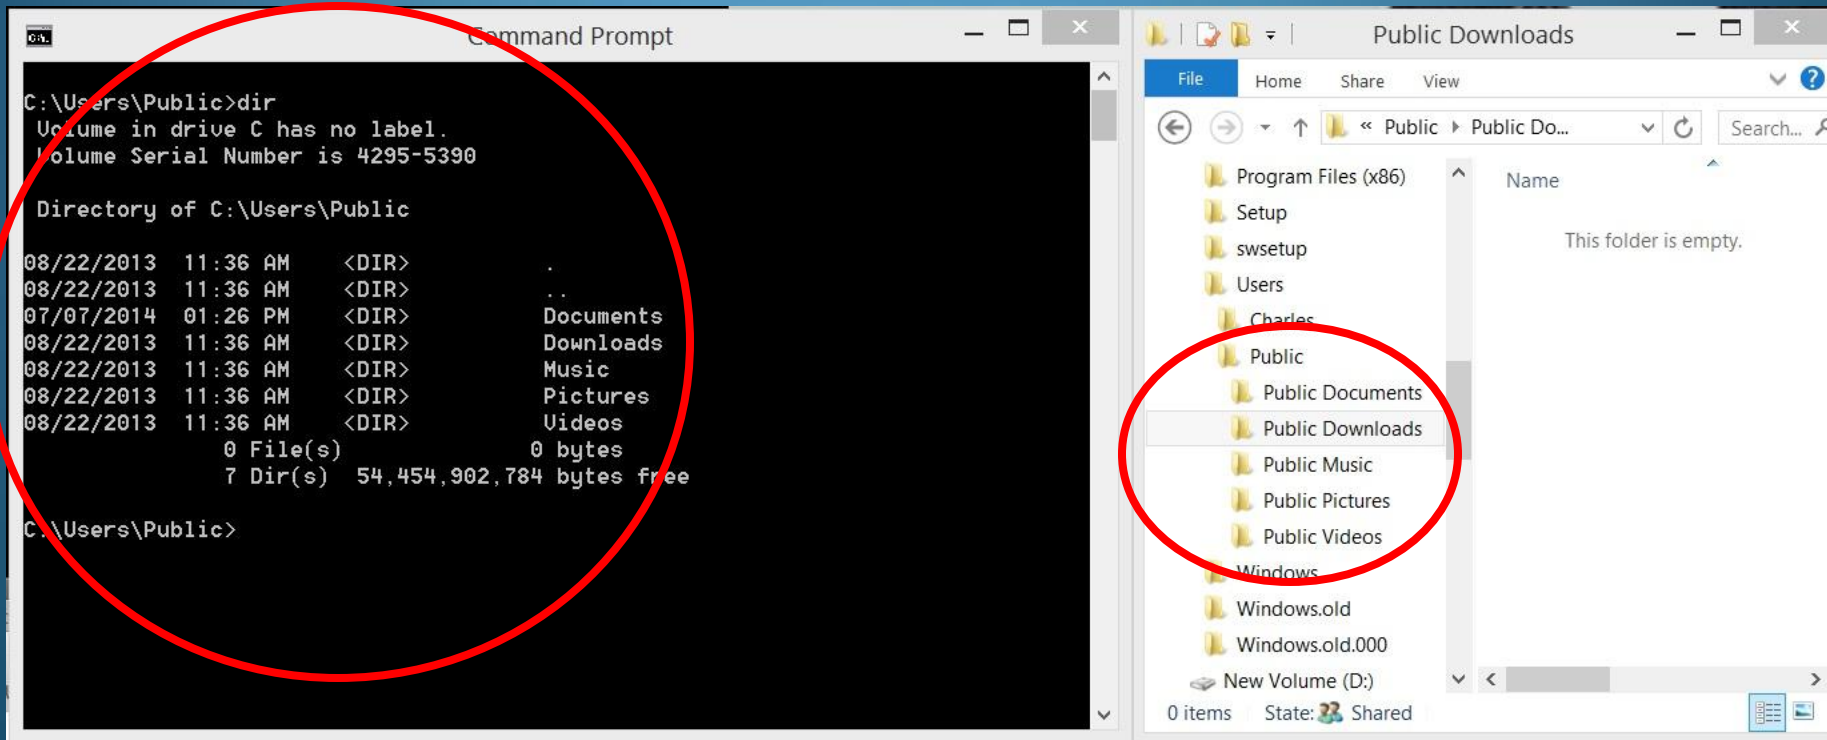 Command Prompt
C:\Users\Public>dir
Volume in drive C has no label.
Volume Serial Number is 4295-5390
Directory of C:\Users\Public
08/22/2013 11:36 AM <DIR> .
08/22/2013 11:36 AM <DIR> ..
07/07/2014 01:26 PM <DIR> Documents
08/22/2013 11:36 AM <DIR> Downloads
08/22/2013 11:36 AM <DIR> Music
08/22/2013 11:36 AM <DIR> Pictures
08/22/2013 11:36 AM <DIR> Videos
0 File(s) 0 bytes
7 Dir(s) 54,454,902,784 bytes free
C:\Users\Public>
Public Downloads
File Home Share View
« Public Public Do... Search...
Program Files (x86)
Setup
swsetup
Users
Charles
Public
Public Documents
Public Downloads
Public Music
Public Pictures
Public Videos
Windows
Windows.old
Windows.old.000
New Volume (D:)
Name
This folder is empty.
0 items State: Shared